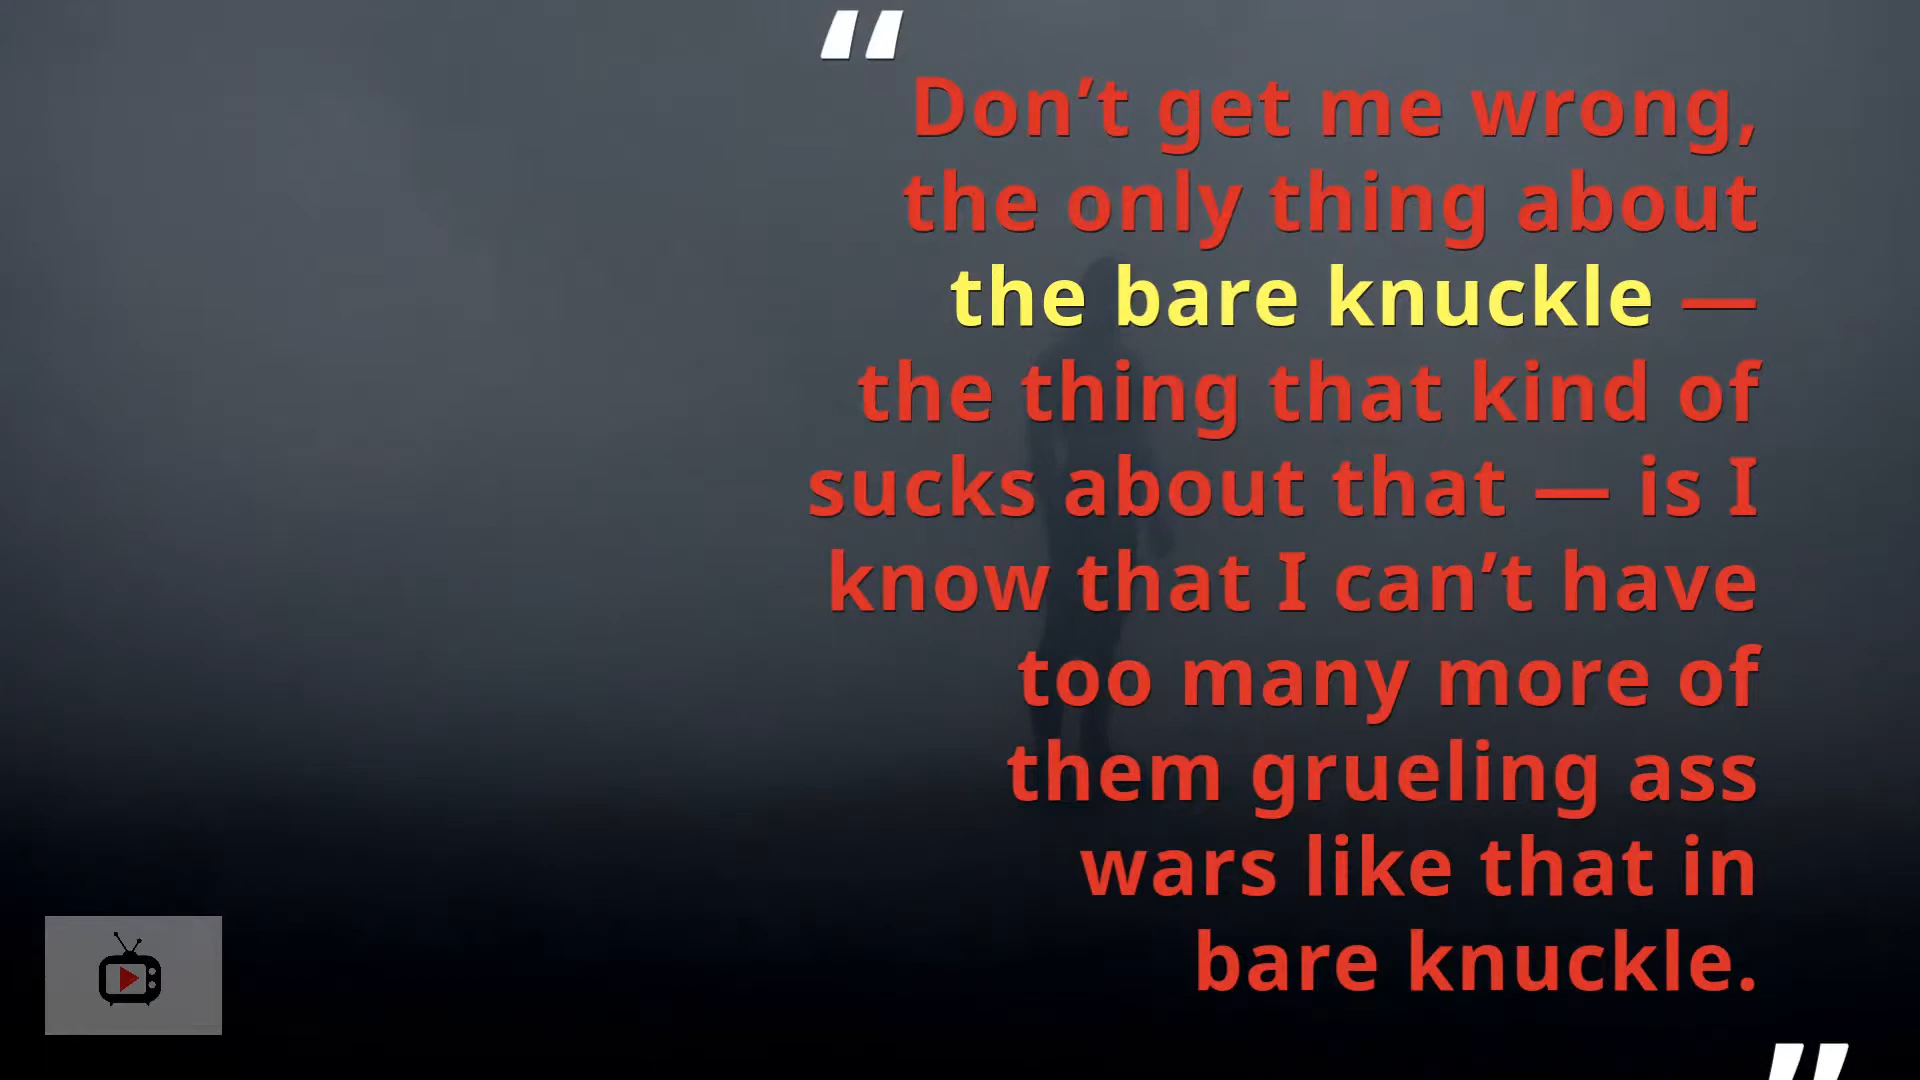 “
Don’t get me wrong,
the only thing about
the bare knuckle —
the thing that kind of
sucks about that — is I
know that I can’t have
too many more of
them grueling ass
wars like that in
bare knuckle.
”